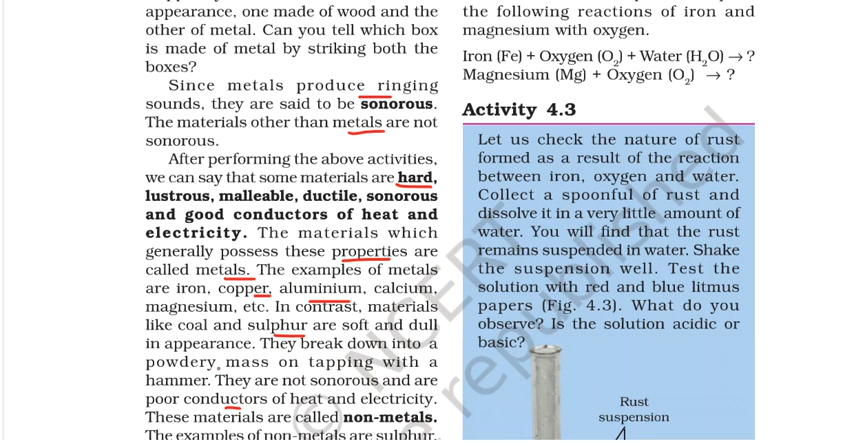 appearance, one made of wood and the
other of metal. Can you tell which box
is made of metal by striking both the
boxes?
Since metals produce ringing
sounds, they are said to be sonorous.
The materials other than metals are not
sonorous.
After performing the above activities,
we can say that some materials are hard,
lustrous, malleable, ductile, sonorous
and good conductors of heat and
electricity. The materials which
generally possess these properties are
called metals. The examples of metals
are iron, copper, aluminium, calcium,
magnesium, etc. In contrast, materials
like coal and sulphur are soft and dull
in appearance. They break down into a
powdery mass on tapping with a
hammer. They are not sonorous and are
poor conductors of heat and electricity.
These materials are called non-metals.
The examples of non-metals are sulphur,
the following reactions of iron and
magnesium with oxygen.
Iron (Fe) + Oxygen (O₂) + Water (H₂O) → ?
Magnesium (Mg) + Oxygen (O₂) → ?
Activity 4.3
Let us check the nature of rust
formed as a result of the reaction
between iron, oxygen and water.
Collect a spoonful of rust and
dissolve it in a very little amount of
water. You will find that the rust
remains suspended in water. Shake
the suspension well. Test the
solution with red and blue litmus
papers (Fig. 4.3). What do you
observe? Is the solution acidic or
basic?
Rust
suspension
© NCERT
republished